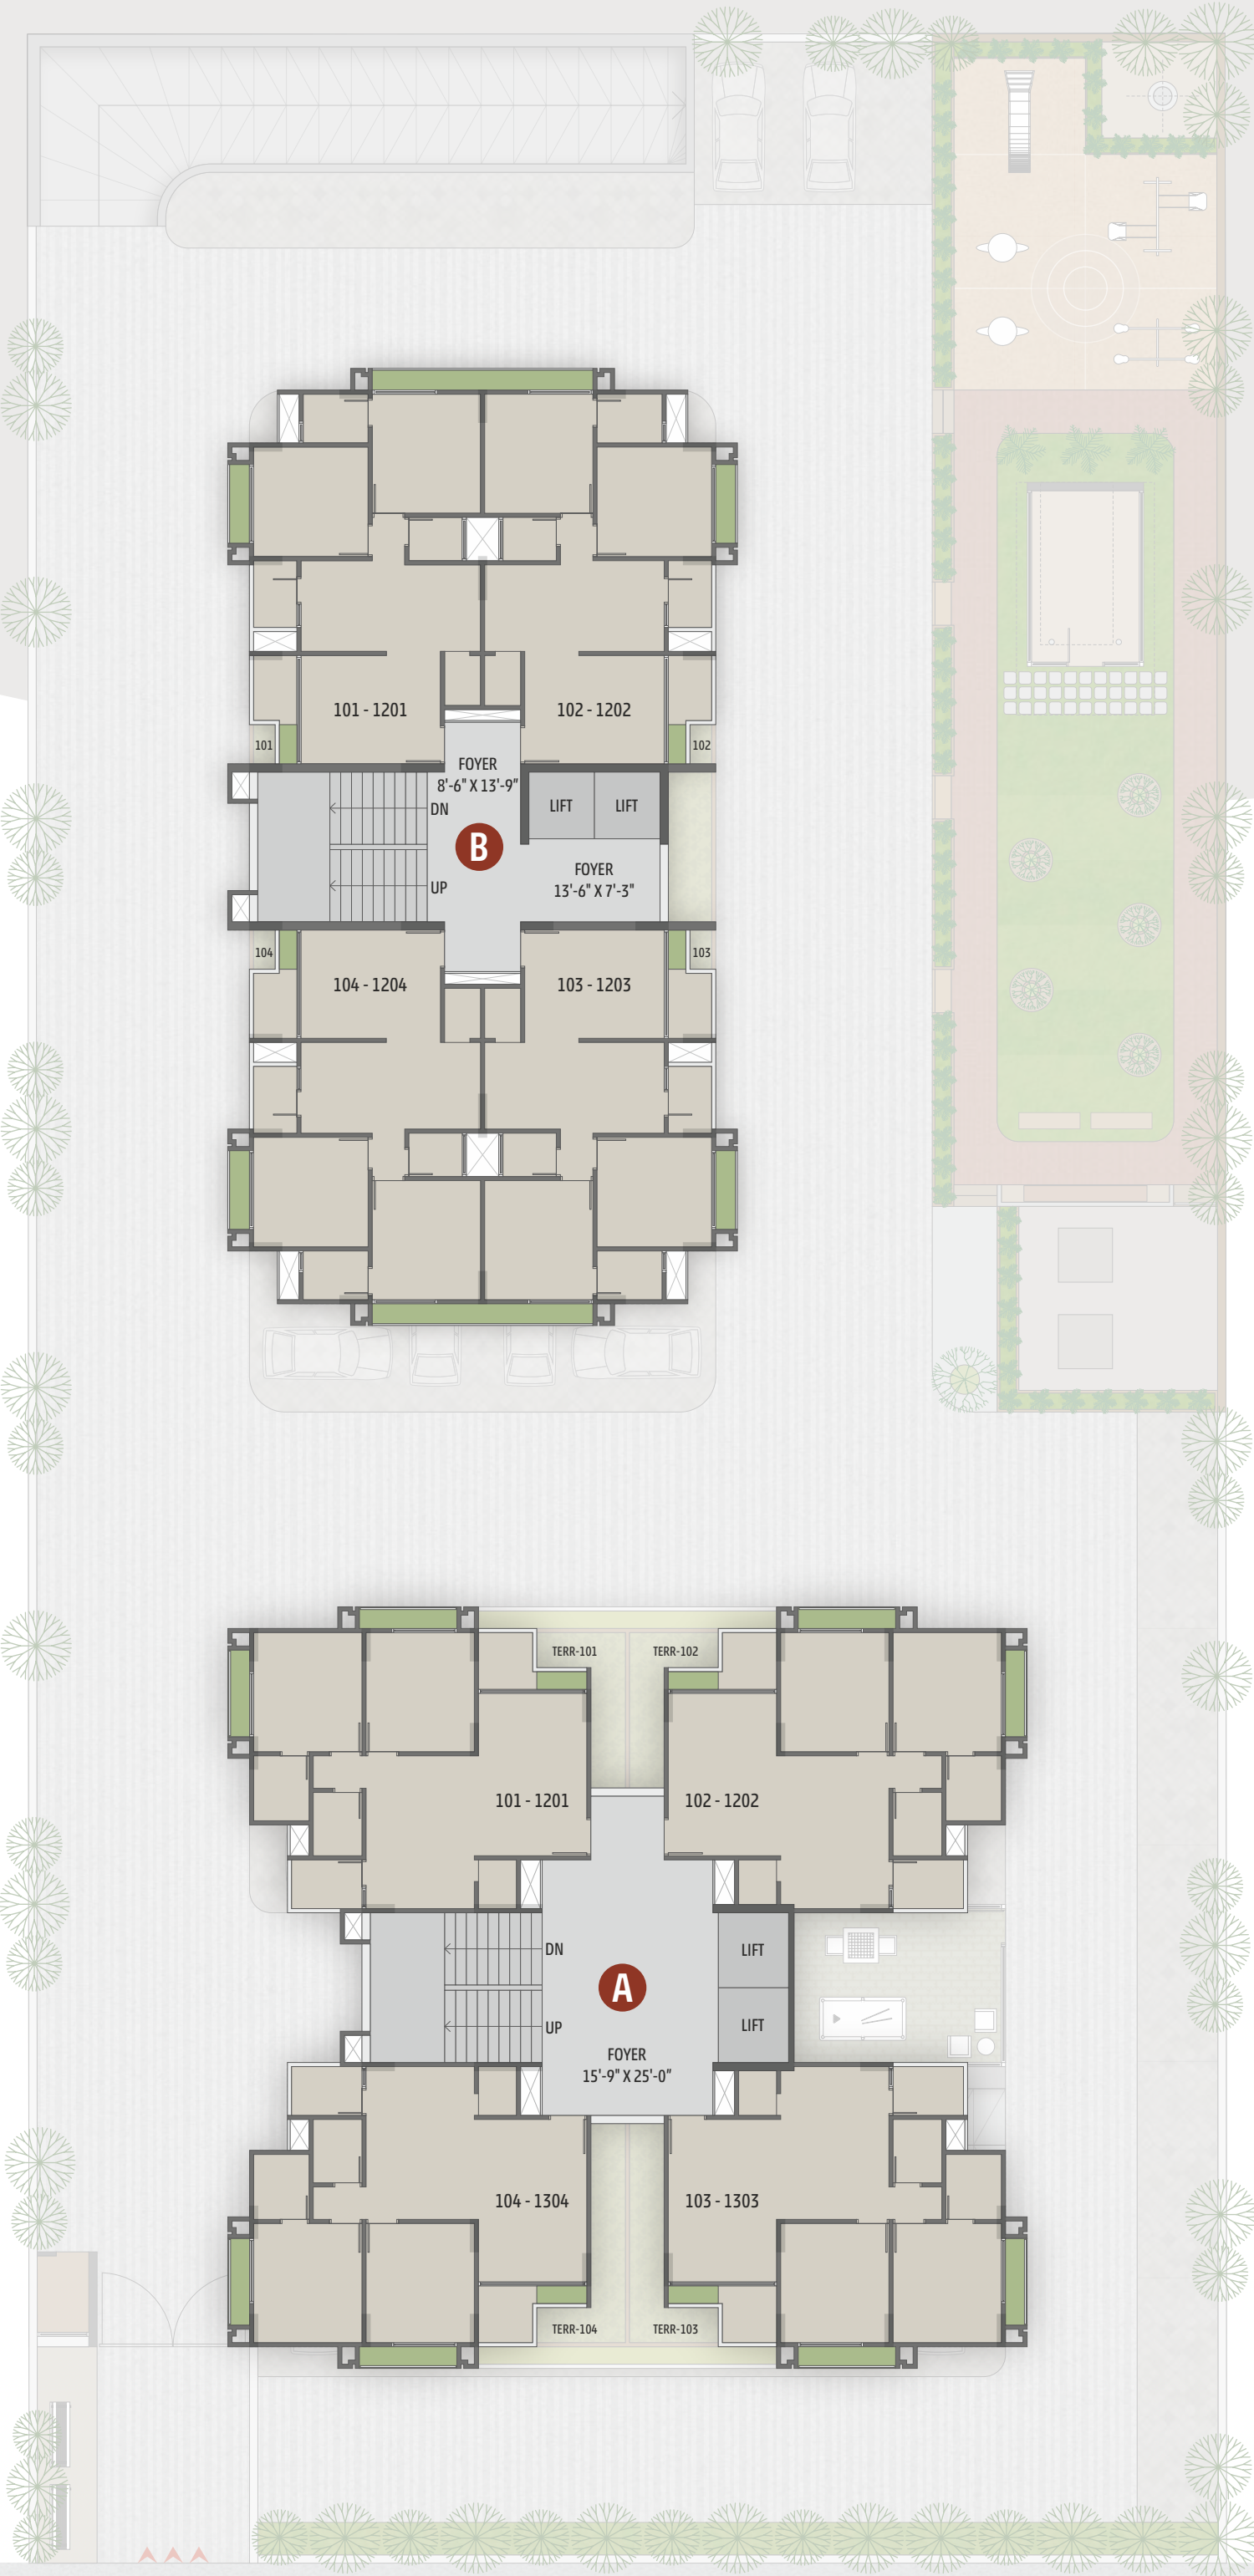 101 - 1201
102 - 1202
101
102
FOYER
8'-6" X 13'-9"
DN
LIFT
LIFT
B
FOYER
13'-6" X 7'-3"
UP
104
103
104 - 1204
103 - 1203
TERR-101
TERR-102
101 - 1201
102 - 1202
DN
LIFT
A
UP
LIFT
FOYER
15'-9" X 25'-0"
104 - 1304
103 - 1303
TERR-104
TERR-103